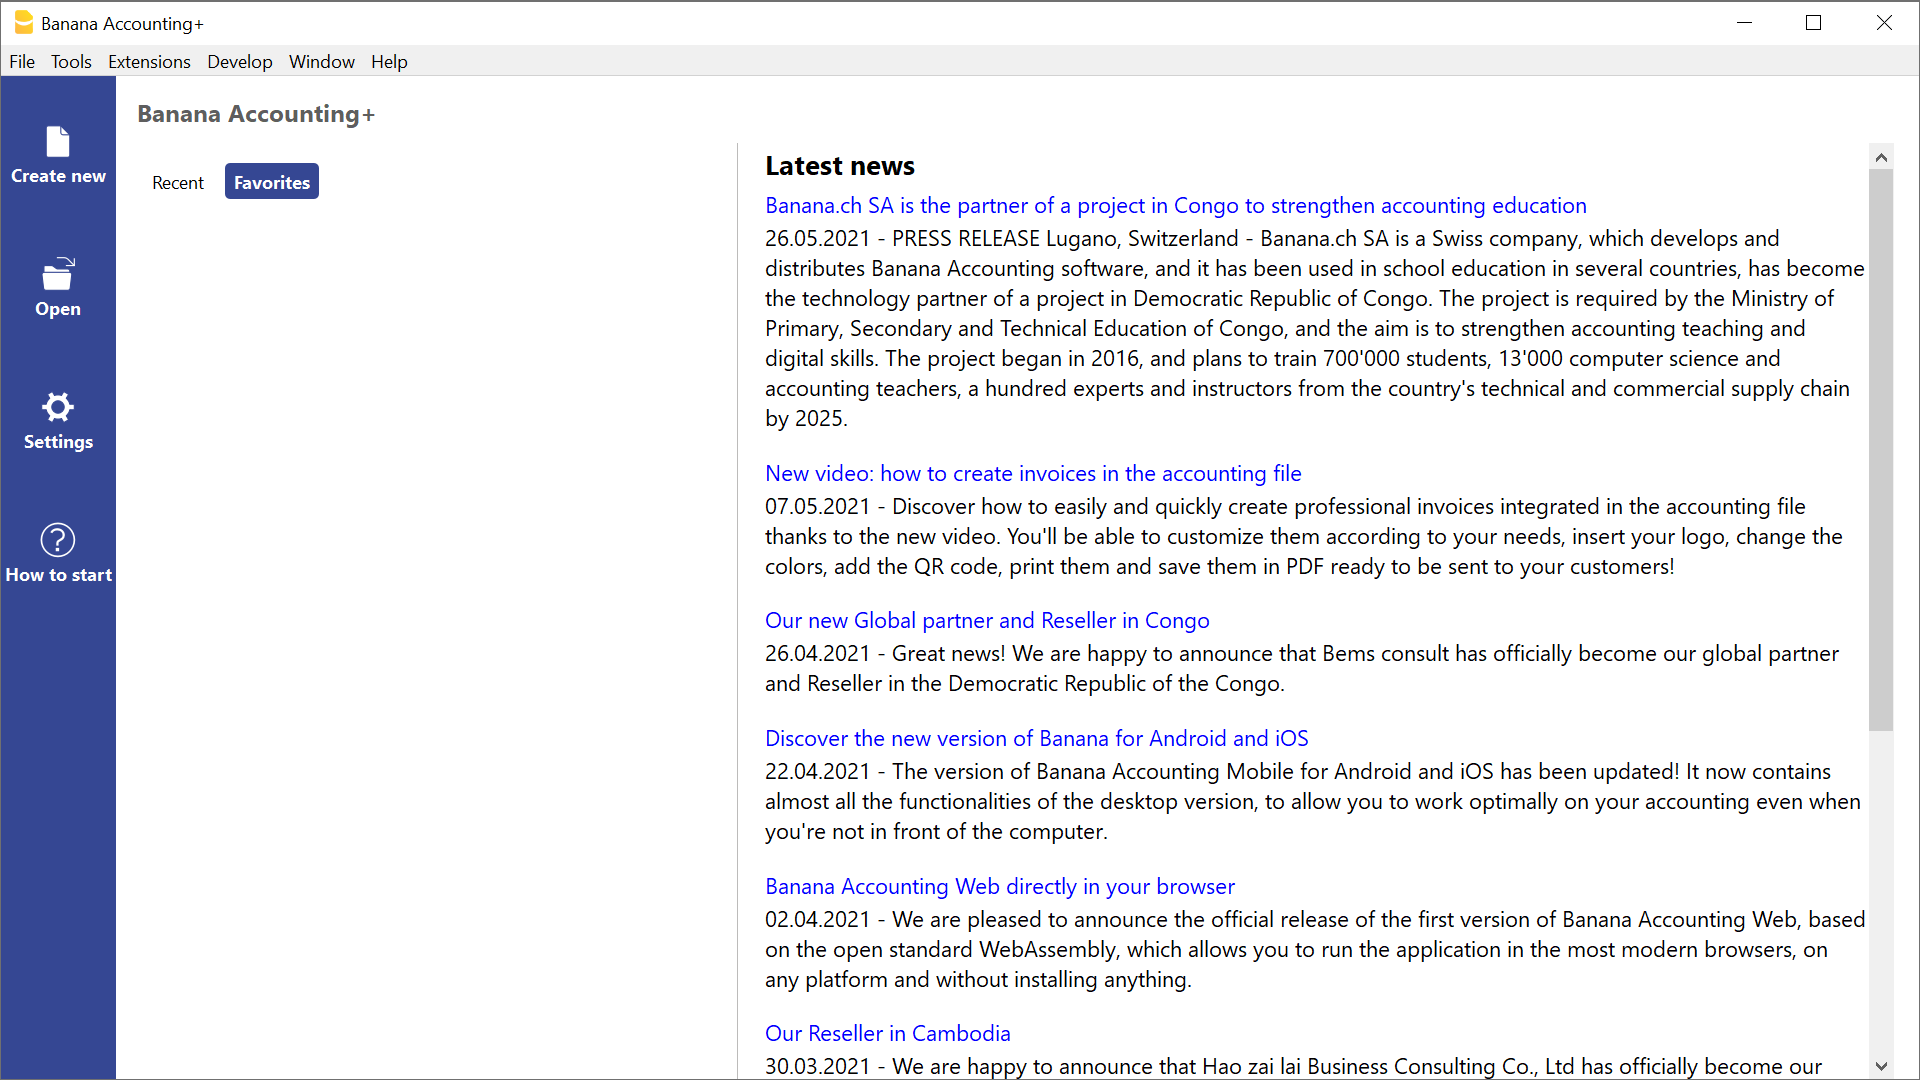 Banana Accounting+
File Tools Extensions Develop Window Help
Create new
Open
Settings
How to start
Banana Accounting+
Recent Favorites
Latest news
Banana.ch SA is the partner of a project in Congo to strengthen accounting education
26.05.2021 - PRESS RELEASE Lugano, Switzerland - Banana.ch SA is a Swiss company, which develops and
distributes Banana Accounting software, and it has been used in school education in several countries, has become
the technology partner of a project in Democratic Republic of Congo. The project is required by the Ministry of
Primary, Secondary and Technical Education of Congo, and the aim is to strengthen accounting teaching and
digital skills. The project began in 2016, and plans to train 700'000 students, 13'000 computer science and
accounting teachers, a hundred experts and instructors from the country's technical and commercial supply chain
by 2025.
New video: how to create invoices in the accounting file
07.05.2021 - Discover how to easily and quickly create professional invoices integrated in the accounting file
thanks to the new video. You'll be able to customize them according to your needs, insert your logo, change the
colors, add the QR code, print them and save them in PDF ready to be sent to your customers!
Our new Global partner and Reseller in Congo
26.04.2021 - Great news! We are happy to announce that Bems consult has officially become our global partner
and Reseller in the Democratic Republic of the Congo.
Discover the new version of Banana for Android and iOS
22.04.2021 - The version of Banana Accounting Mobile for Android and iOS has been updated! It now contains
almost all the functionalities of the desktop version, to allow you to work optimally on your accounting even when
you're not in front of the computer.
Banana Accounting Web directly in your browser
02.04.2021 - We are pleased to announce the official release of the first version of Banana Accounting Web, based
on the open standard WebAssembly, which allows you to run the application in the most modern browsers, on
any platform and without installing anything.
Our Reseller in Cambodia
30.03.2021 - We are happy to announce that Hao zai lai Business Consulting Co., Ltd has officially become our